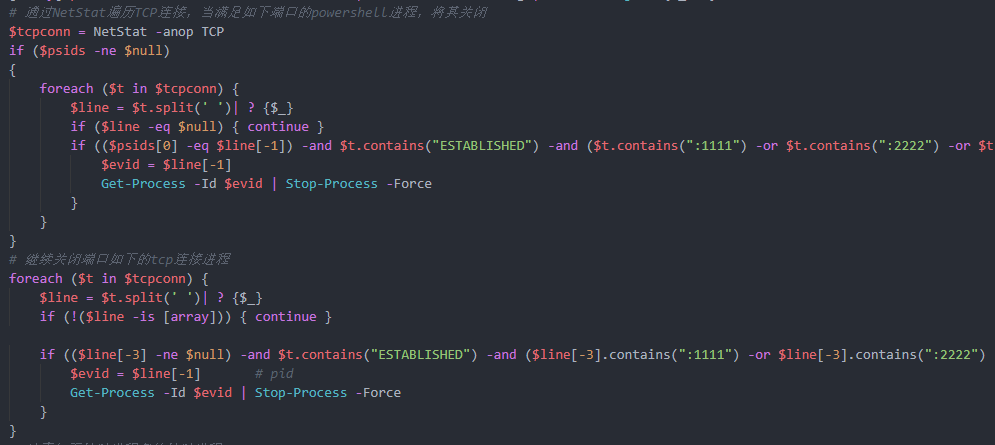 # 通过NetStat遍历TCP连接，当满足如下端口的powershell进程，将其关闭
$tcpconn = NetStat -anop TCP
if ($psids -ne $null)
{
    foreach ($t in $tcpconn) {
        $line = $t.split(' ')| ? {$_}
        if ($line -eq $null) { continue }
        if (($psids[0] -eq $line[-1]) -and $t.contains("ESTABLISHED") -and ($t.contains(":1111") -or $t.contains(":2222") -or $t
            $evid = $line[-1]
            Get-Process -Id $evid | Stop-Process -Force
        }
    }
}
# 继续关闭端口如下的tcp连接进程
foreach ($t in $tcpconn) {
    $line = $t.split(' ')| ? {$_}
    if (!($line -is [array])) { continue }
    if (($line[-3] -ne $null) -and $t.contains("ESTABLISHED") -and ($line[-3].contains(":1111") -or $line[-3].contains(":2222")
        $evid = $line[-1]       # pid
        Get-Process -Id $evid | Stop-Process -Force
    }
}